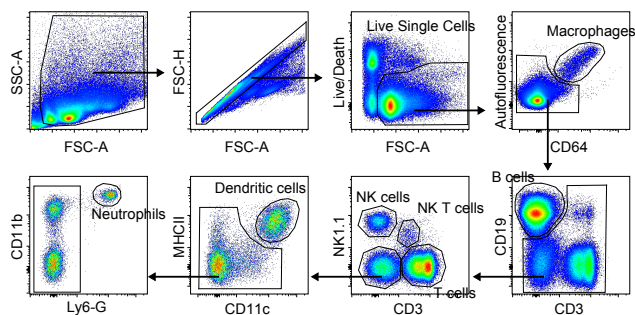 SSC-A
FSC-A
FSC-H
FSC-A
Live Single Cells
Live/Death
FSC-A
Macrophages
Autofluorescence
CD64
B cells
CD19
CD3
NK cells
NK T cells
NK1.1
T cells
CD3
Dendritic cells
MHCII
CD11c
Neutrophils
CD11b
Ly6-G